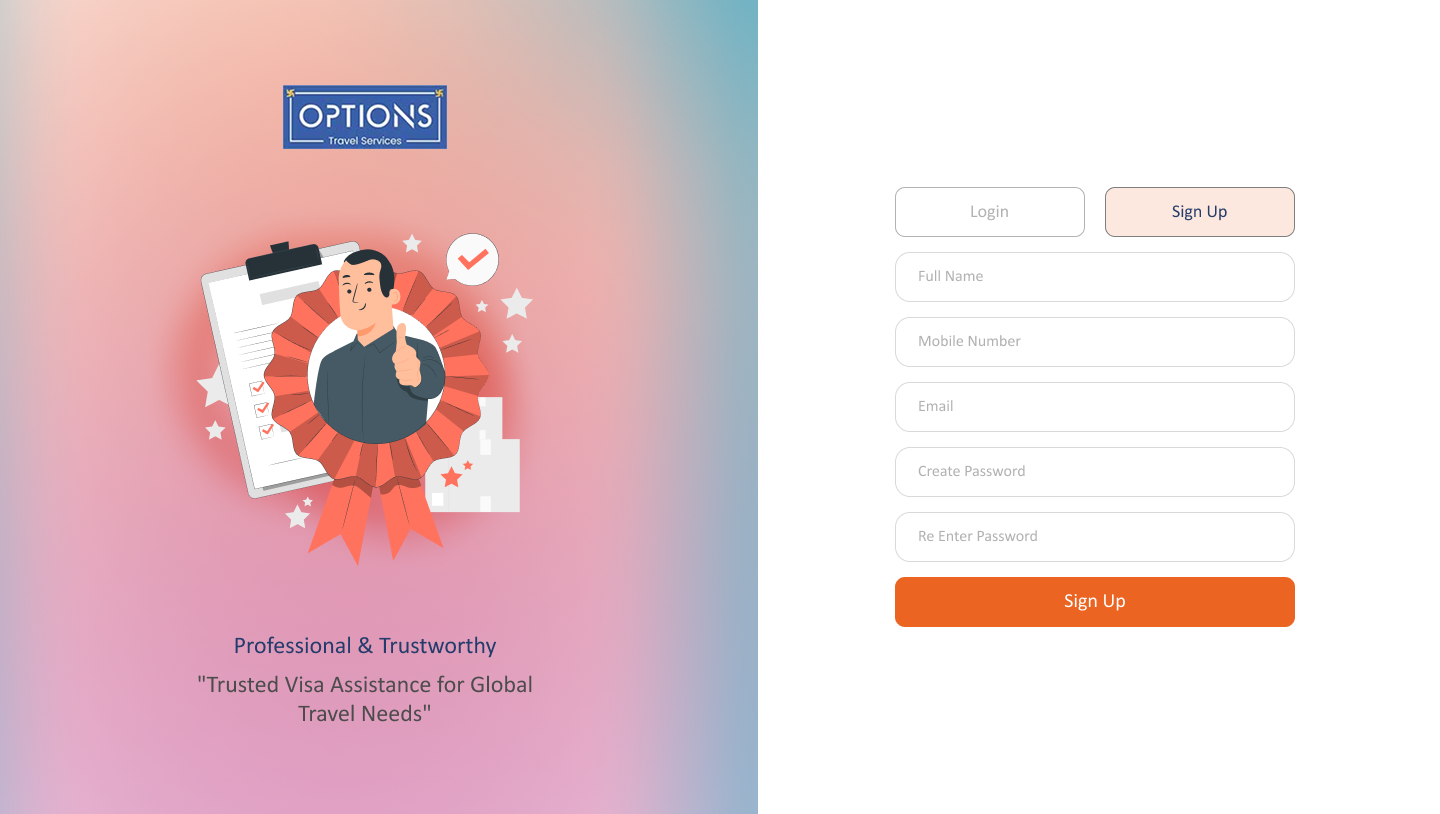 OPTIONS
Travel Services
Professional & Trustworthy
"Trusted Visa Assistance for Global
Travel Needs"
Login
Sign Up
Full Name
Mobile Number
Email
Create Password
Re Enter Password
Sign Up